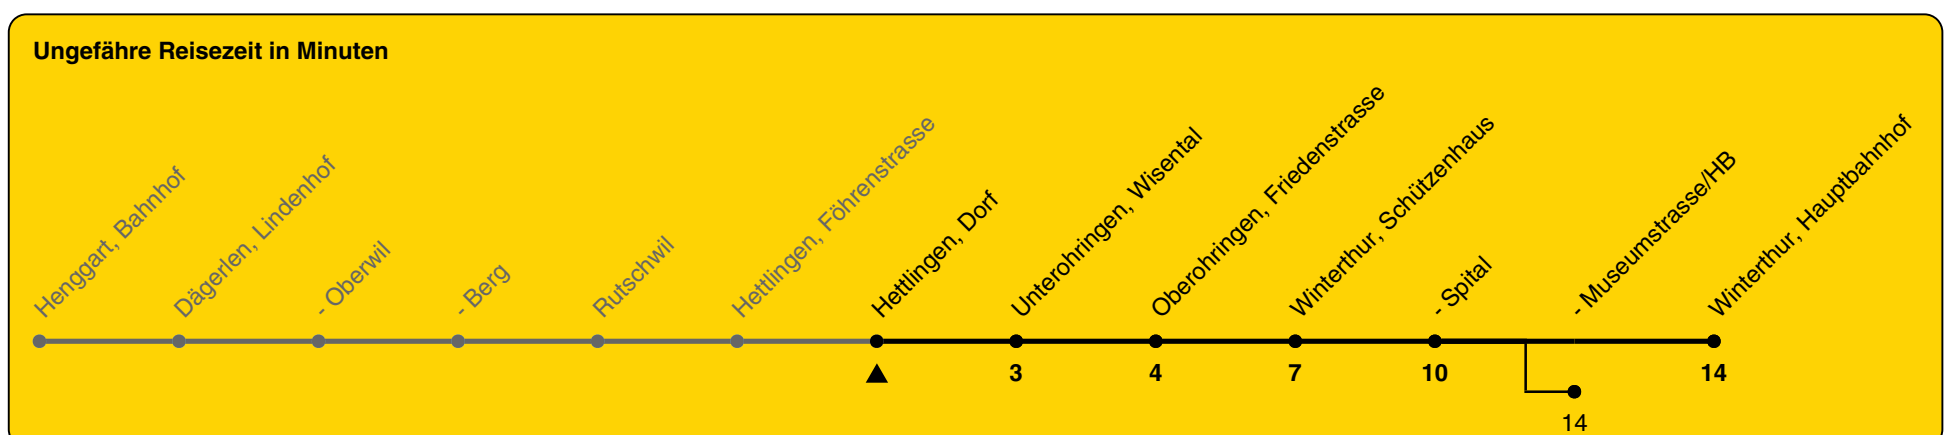 Ungefähre Reisezeit in Minuten
Henggart, Bahnhof
Dägerlen, Lindenhof
- Oberwil
- Berg
Rutschwil
Hettlingen, Föhrenstrasse
Hettlingen, Dorf
Unterohringen, Wisental
Oberohringen, Friedenstrasse
Winterthur, Schützenhaus
- Spital
- Museumstrasse/HB
Winterthur, Hauptbahnhof
3 4 7 10 14
14